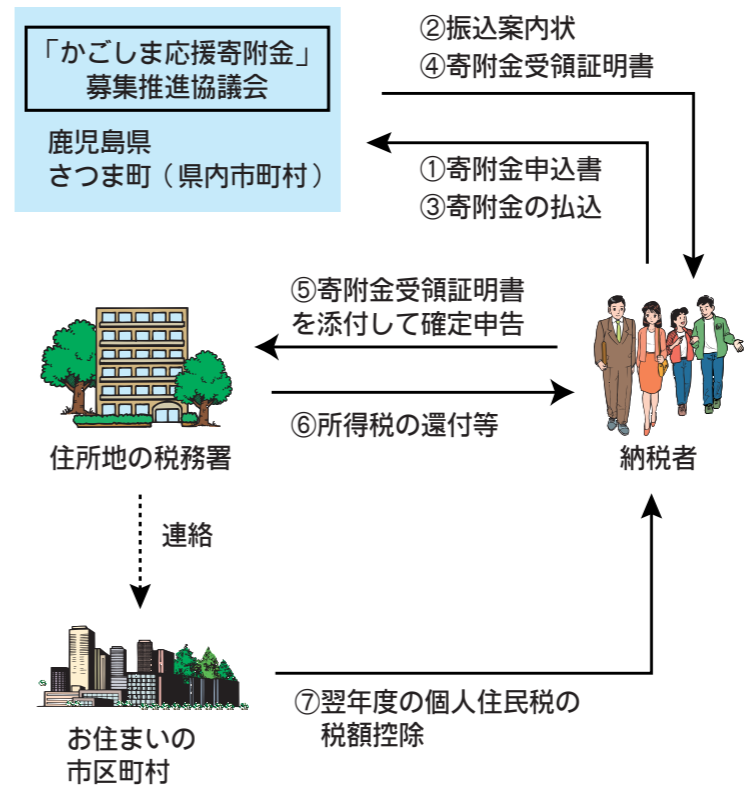 「かごしま応援寄附金」
募集推進協議会
鹿児島県
さつま町（県内市町村）
②振込案内状
④寄附金受領証明書
①寄附金申込書
③寄附金の払込
⑤寄附金受領証明書
を添付して確定申告
⑥所得税の還付等
住所地の税務署
納税者
連絡
⑦翌年度の個人住民税の
税額控除
お住まいの
市区町村